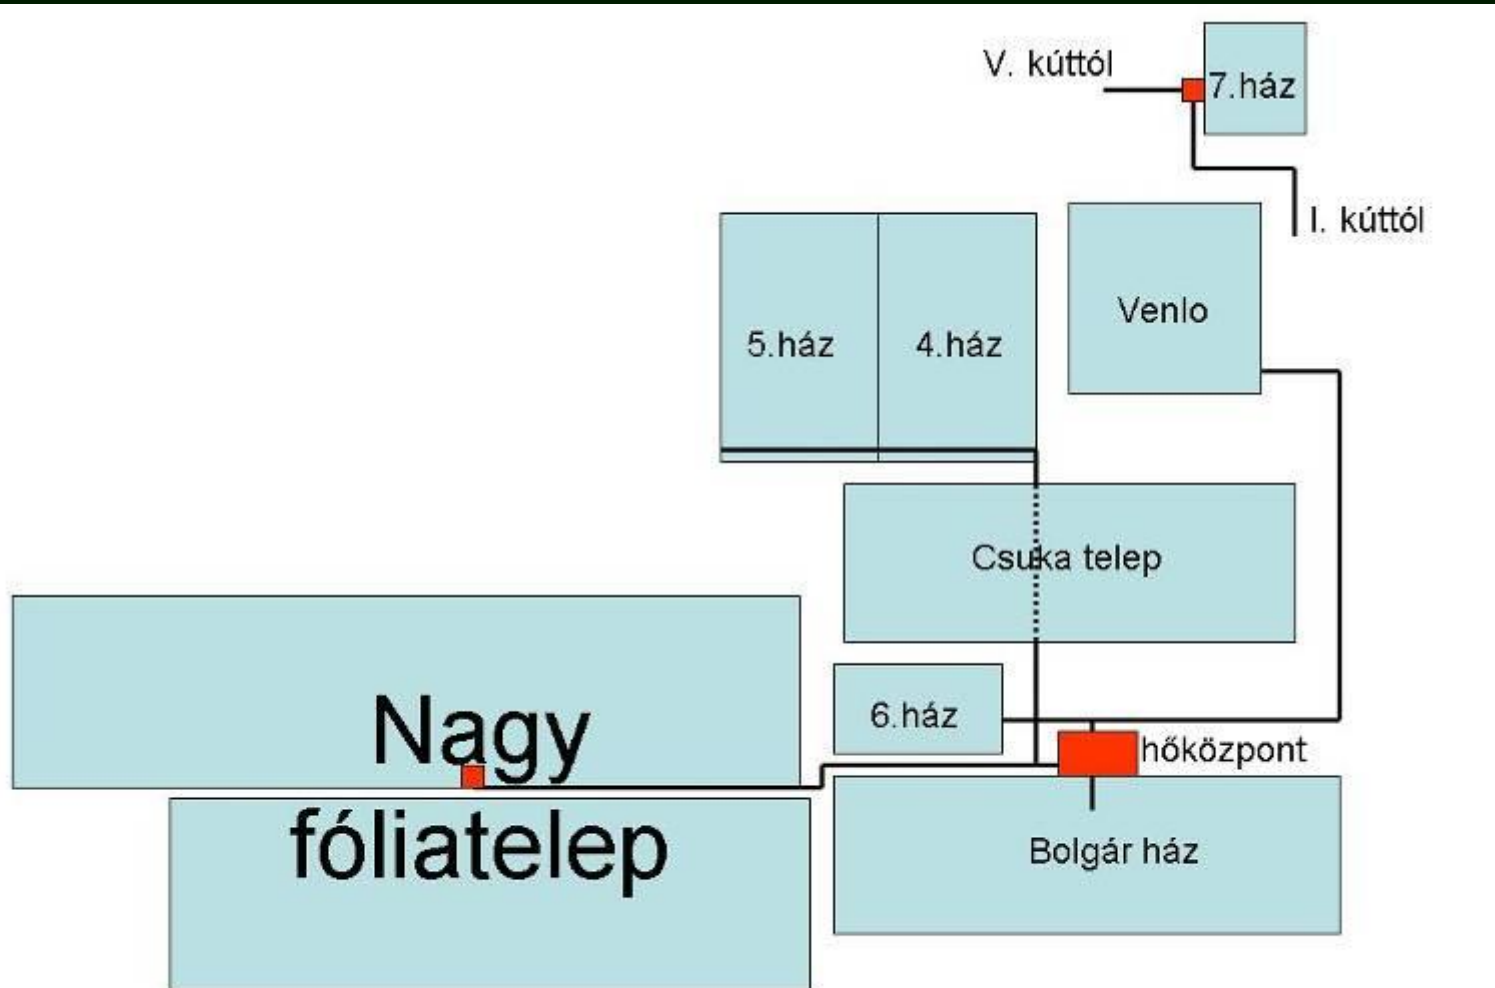 V. kúttól
7.ház
I. kúttól
Venlo
5.ház
4.ház
Csuka telep
6.ház
Nagy
hőközpont
fóliatelep
Bolgár ház